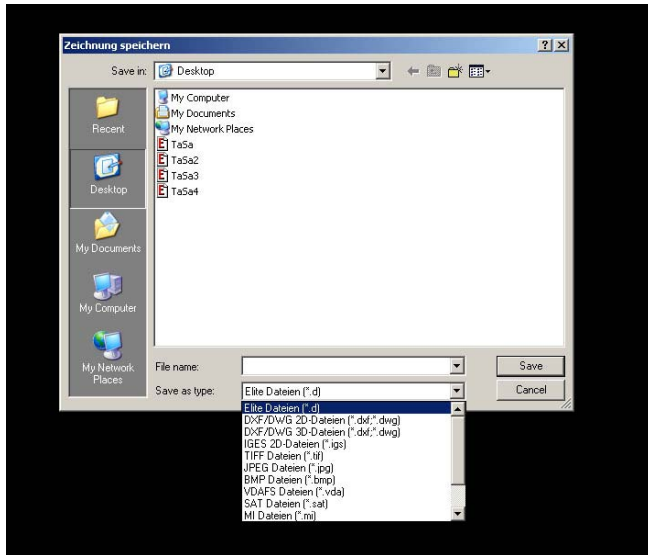 Zeichnung speichern
Save in:
Desktop
Recent
Desktop
My Documents
My Computer
My Network
Places
My Computer
My Documents
My Network Places
TaSa
TaSa2
TaSa3
TaSa4
File name:
Save
Save as type:
Elite Dateien (*.d)
Cancel
Elite Dateien (*.d)
DXF/DWG 2D-Dateien (*.dxf;*.dwg)
DXF/DWG 3D-Dateien (*.dxf;*.dwg)
IGES 2D-Dateien (*.igs)
TIFF Dateien (*.tif)
JPEG Dateien (*.jpg)
BMP Dateien (*.bmp)
VDAFS Dateien (*.vda)
SAT Dateien (*.sat)
MI Dateien (*.mi)